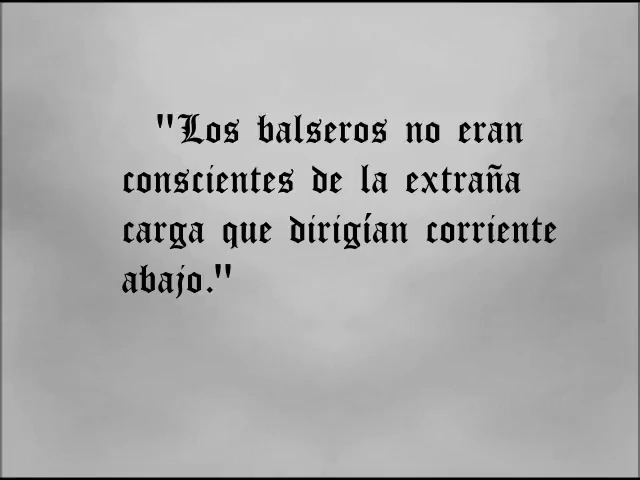 "Los balseros no eran
conscientes de la extraña
carga que dirigían corriente
abajo."